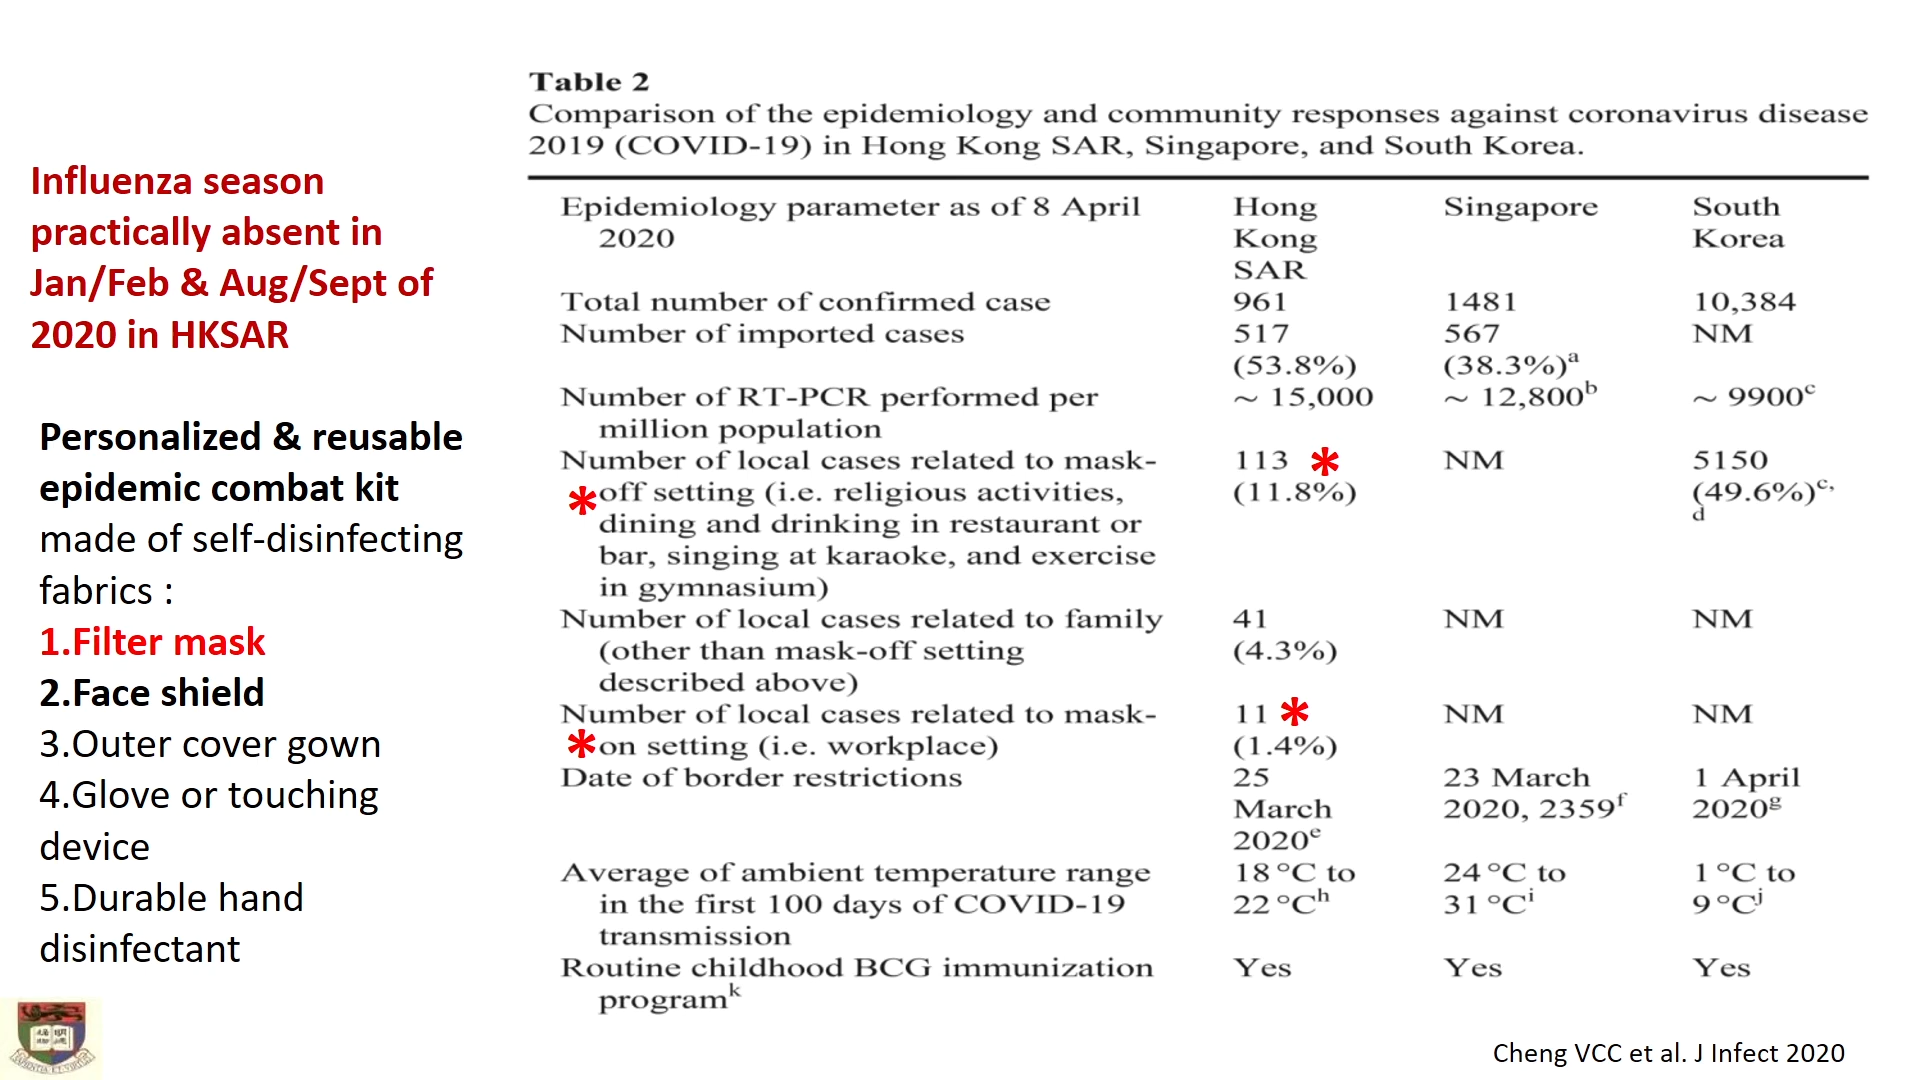 Influenza season
practically absent in
Jan/Feb & Aug/Sept of
2020 in HKSAR
Personalized & reusable
epidemic combat kit
made of self-disinfecting
fabrics :
1.Filter mask
2.Face shield
3.Outer cover gown
4.Glove or touching
device
5.Durable hand
disinfectant
Table 2
Comparison of the epidemiology and community responses against coronavirus disease
2019 (COVID-19) in Hong Kong SAR, Singapore, and South Korea.
Epidemiology parameter as of 8 April Hong Singapore South
2020 Kong Korea
SAR
Total number of confirmed case 961 1481 10,384
Number of imported cases 517 567 NM
(53.8%) (38.3%)a
Number of RT-PCR performed per ~ 15,000 ~ 12,800b ~ 9900c
million population
Number of local cases related to mask- 113 * NM 5150
*off setting (i.e. religious activities, (11.8%) (49.6%)c,
dining and drinking in restaurant or d
bar, singing at karaoke, and exercise
in gymnasium)
Number of local cases related to family 41 NM NM
(other than mask-off setting (4.3%)
described above)
Number of local cases related to mask- 11 * NM NM
*on setting (i.e. workplace) (1.4%)
Date of border restrictions 25 23 March 1 April
March 2020, 2359f 2020g
2020e
Average of ambient temperature range 18 °C to 24 °C to 1 °C to
in the first 100 days of COVID-19 22 °Ch 31 °Ci 9 °Cj
transmission
Routine childhood BCG immunization Yes Yes Yes
programk
Cheng VCC et al. J Infect 2020